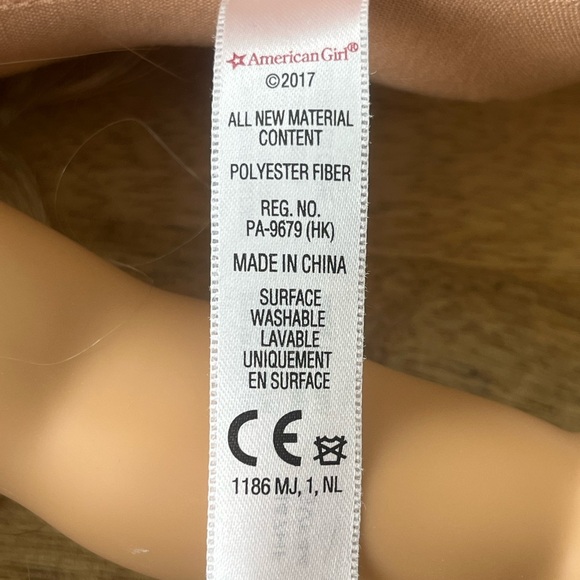 American Girl®
©2017
ALL NEW MATERIAL
CONTENT
POLYESTER FIBER
REG. NO.
PA-9679 (HK)
MADE IN CHINA
SURFACE
WASHABLE
LAVABLE
UNIQUEMENT
EN SURFACE
CE
1186 MJ, 1, NL